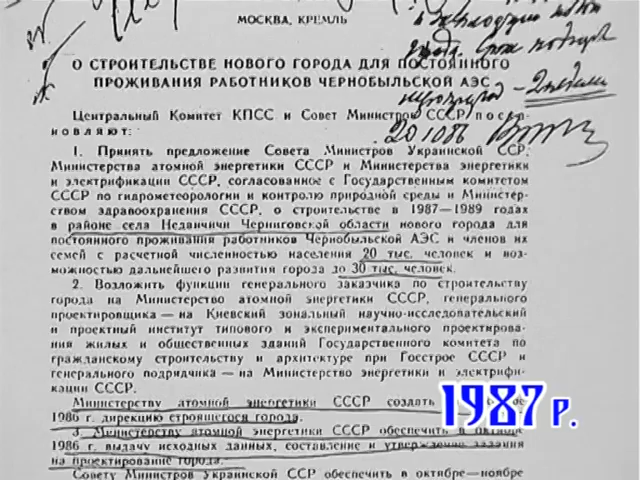 МОСКВА, КРЕМЛЬ
О СТРОИТЕЛЬСТВЕ НОВОГО ГОРОДА ДЛЯ ПОСТОЯННОГО
ПРОЖИВАНИЯ РАБОТНИКОВ ЧЕРНОБЫЛЬСКОЙ АЭС
2 недели
Центральный Комитет КПСС и Совет Министров СССР поста-
новляют:
20 10 86
1. Принять предложение Совета Министров Украинской ССР,
Министерства атомной энергетики СССР и Министерства энергетики
и электрификации СССР, согласованное с Государственным комитетом
СССР по гидрометеорологии и контролю природной среды и Министер-
ством здравоохранения СССР, о строительстве в 1987—1989 годах
в районе села Неданчичи Черниговской области нового города для
постоянного проживания работников Чернобыльской АЭС и членов их
семей с расчетной численностью населения 20 тыс. человек и воз-
можностью дальнейшего развития города до 30 тыс. человек.
2. Возложить функции генерального заказчика по строительству
города на Министерство атомной энергетики СССР, генерального
проектировщика — на Киевский зональный научно-исследовательский
и проектный институт типового и экспериментального проектирова-
ния жилых и общественных зданий Государственного комитета по
гражданскому строительству и архитектуре при Госстрое СССР и
генерального подрядчика — на Министерство энергетики и электрифи-
кации СССР.
Министерству атомной энергетики СССР создать
1986 г. дирекцию строящегося города.
3. Министерству атомной энергетики СССР обеспечить в октябре
1986 г. выдачу исходных данных, составление и утверждение задания
на проектирование города.
Совету Министров Украинской ССР обеспечить в октябре—ноябре
1987 г.